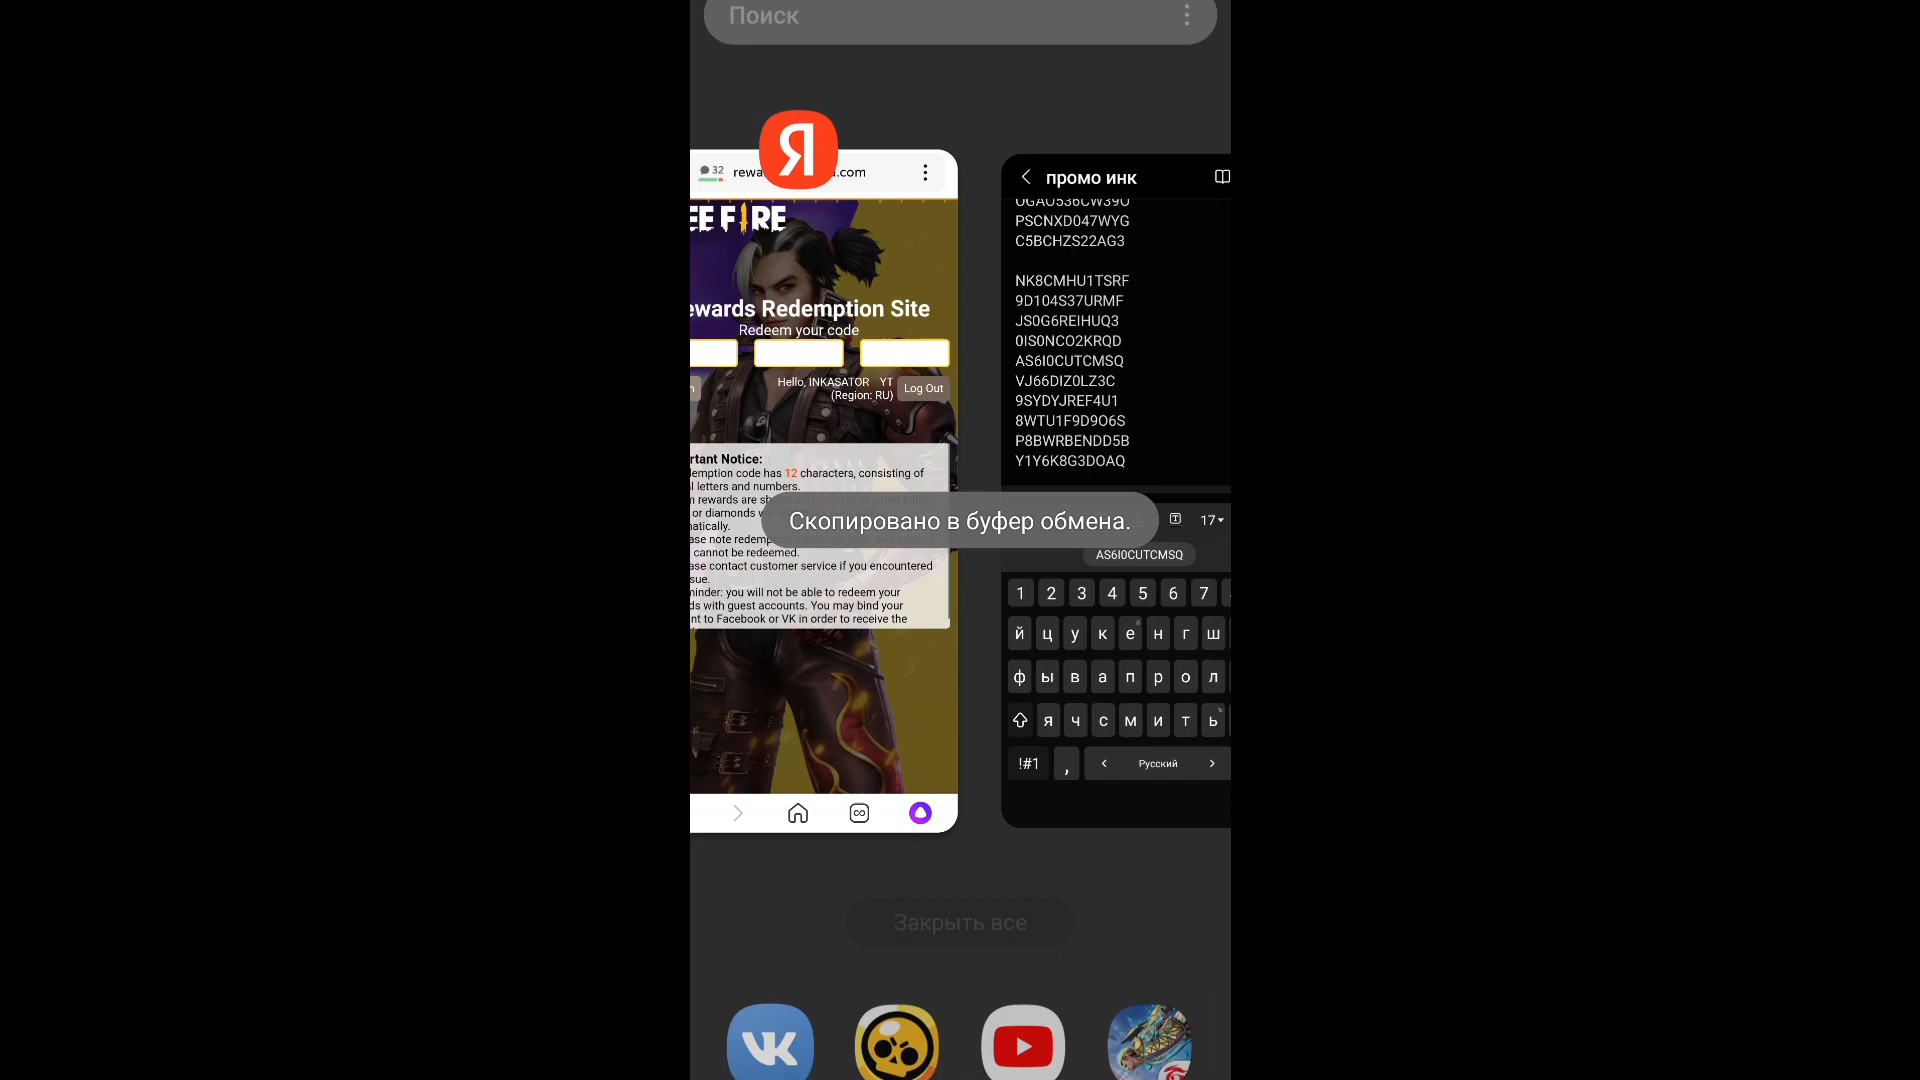 Поиск
Я
32
rewa
.com
EE FIRE
ewards Redemption Site
Redeem your code
Hello, INKASATOR YT
(Region: RU)
Log Out
rtant Notice:
emption code has 12 characters, consisting of
l letters and numbers.
rewards are
or diamonds
atically.
ase note
cannot be redeemed.
ase contact customer service if you encountered
sue.
inder: you will not be able to redeem your
ds with guest accounts. You may bind your
nt to Facebook or VK in order to receive the
промо инк
UGAU536CW39U
PSCNXD047WYG
C5BCHZS22AG3
NK8CMHU1TSRF
9D104S37URMF
JS0G6REIHUQ3
0IS0NCO2KRQD
AS6I0CUTCMSQ
VJ66DIZ0LZ3C
9SYDYJREF4U1
8WTU1F9D9O6S
P8BWRBENDD5B
Y1Y6K8G3DOAQ
Скопировано в буфер обмена.
17
AS6I0CUTCMSQ
1 2 3 4 5 6 7
й ц у к е н г ш
ф ы в а п р о л
я ч с м и т ь
!#1 , < Русский >
Закрыть все